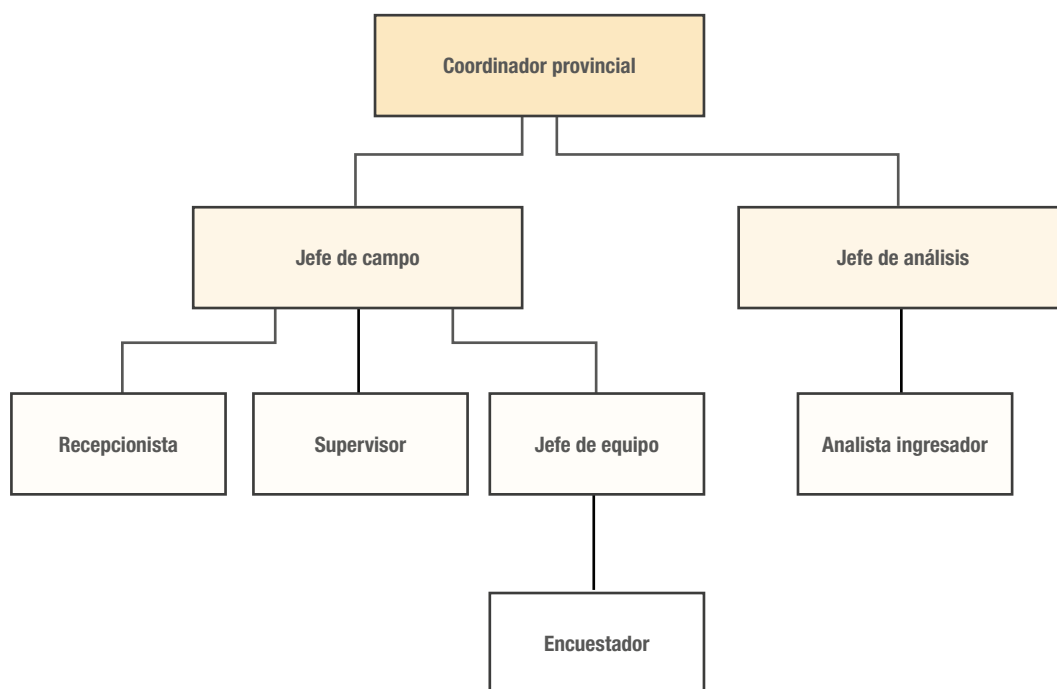 Coordinador provincial
Jefe de campo
Jefe de análisis
Recepcionista
Supervisor
Jefe de equipo
Analista ingresador
Encuestador